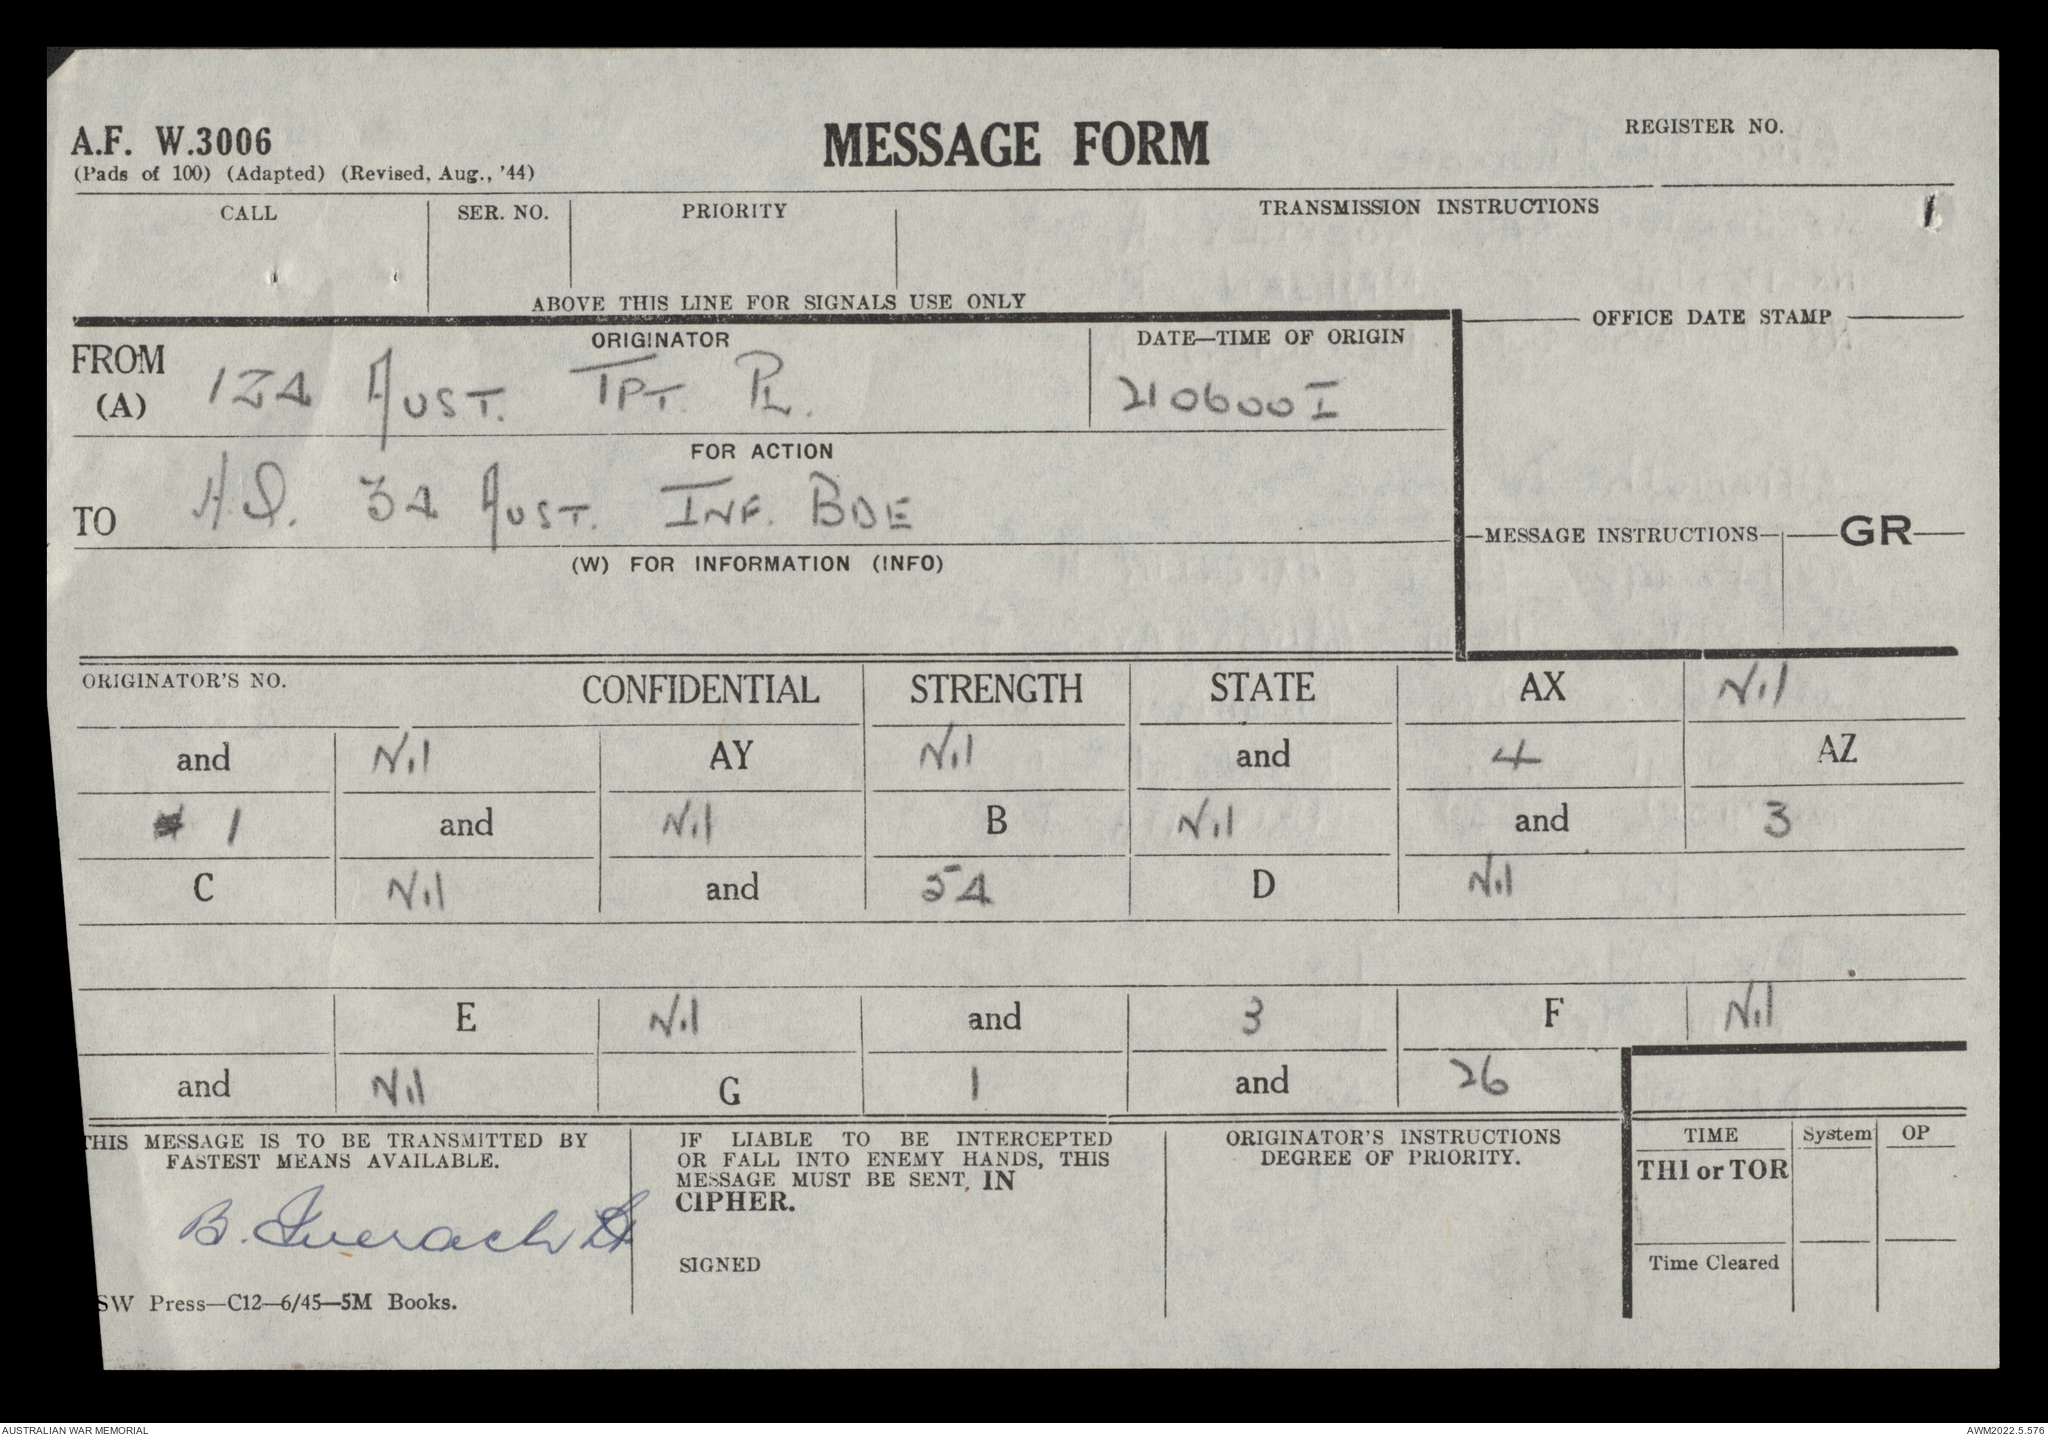 A.F. W.3006
(Pads of 100) (Adapted) (Revised, Aug., '44)
MESSAGE FORM
REGISTER NO.
CALL SER. NO. PRIORITY TRANSMISSION INSTRUCTIONS
ABOVE THIS LINE FOR SIGNALS USE ONLY
OFFICE DATE STAMP
ORIGINATOR DATE—TIME OF ORIGIN
FROM (A) 124 AUST. TPT. PL. 210600I
FOR ACTION
TO H.Q. 34 AUST. INF. BDE
MESSAGE INSTRUCTIONS GR
(W) FOR INFORMATION (INFO)
ORIGINATOR'S NO. CONFIDENTIAL STRENGTH STATE AX Nil
and Nil AY Nil and 4 AZ
1 and Nil B Nil and 3
C Nil and 54 D Nil
E Nil and 3 F Nil
and Nil G 1 and 26
THIS MESSAGE IS TO BE TRANSMITTED BY
FASTEST MEANS AVAILABLE.
B.
SW Press—C12—6/45—5M Books.
IF LIABLE TO BE INTERCEPTED
OR FALL INTO ENEMY HANDS, THIS
MESSAGE MUST BE SENT, IN
CIPHER.
SIGNED
ORIGINATOR'S INSTRUCTIONS
DEGREE OF PRIORITY.
TIME System OP
THI or TOR
Time Cleared
AUSTRALIAN WAR MEMORIAL AWM2022.5.576